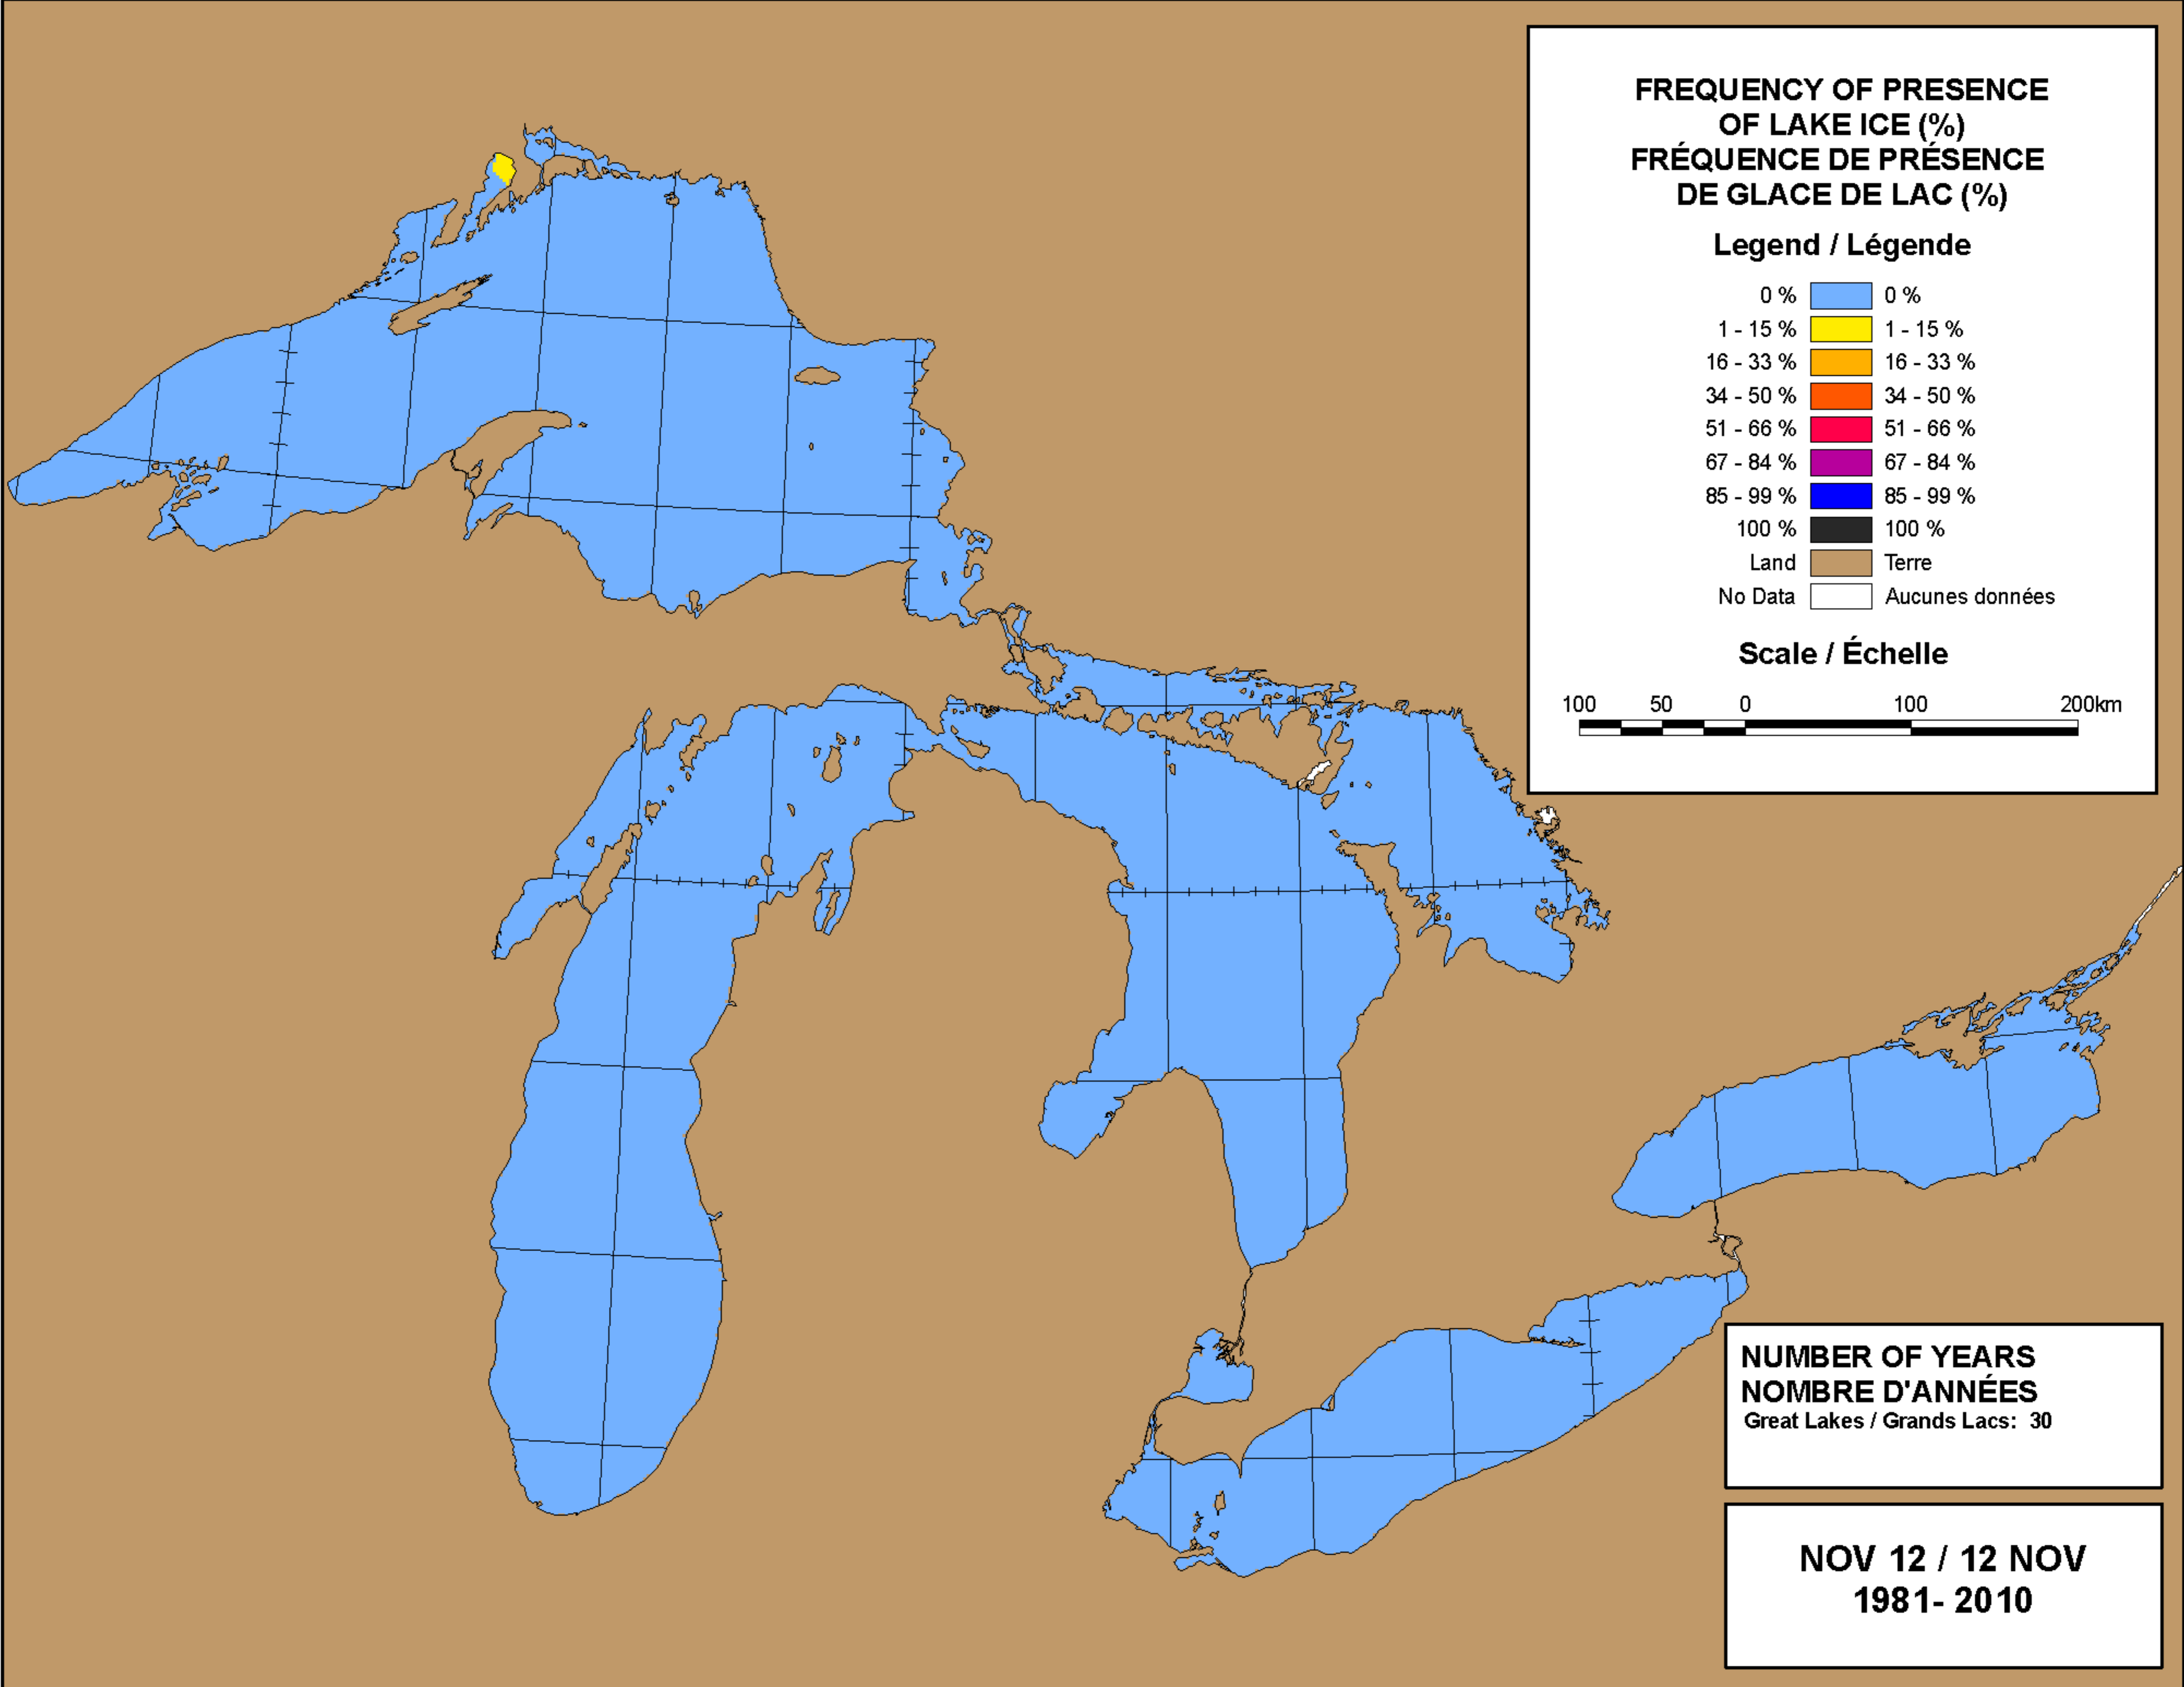 FREQUENCY OF PRESENCE
OF LAKE ICE (%)
FRÉQUENCE DE PRÉSENCE
DE GLACE DE LAC (%)
Legend / Légende
0 % 0 %
1 - 15 % 1 - 15 %
16 - 33 % 16 - 33 %
34 - 50 % 34 - 50 %
51 - 66 % 51 - 66 %
67 - 84 % 67 - 84 %
85 - 99 % 85 - 99 %
100 % 100 %
Land Terre
No Data Aucunes données
Scale / Échelle
100 50 0 100 200km
NUMBER OF YEARS
NOMBRE D'ANNÉES
Great Lakes / Grands Lacs: 30
NOV 12 / 12 NOV
1981- 2010